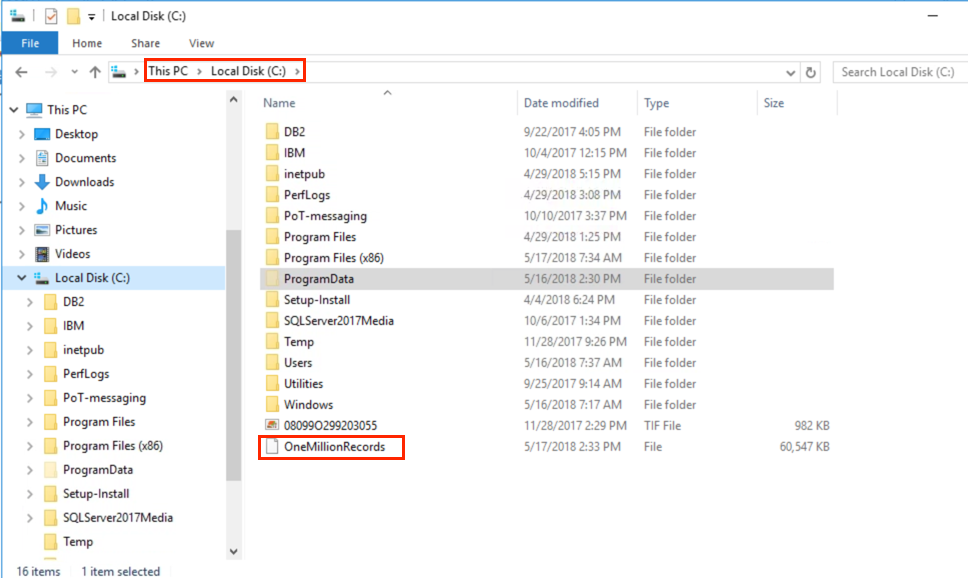 Local Disk (C:)
File Home Share View
This PC Local Disk (C:) Search Local Disk (C:)
This PC
Desktop
Documents
Downloads
Music
Pictures
Videos
Local Disk (C:)
DB2
IBM
inetpub
PerfLogs
PoT-messaging
Program Files
Program Files (x86)
ProgramData
Setup-Install
SQLServer2017Media
Temp
Name Date modified Type Size
DB2 9/22/2017 4:05 PM File folder
IBM 10/4/2017 12:15 PM File folder
inetpub 4/29/2018 5:15 PM File folder
PerfLogs 4/29/2018 3:08 PM File folder
PoT-messaging 10/10/2017 3:37 PM File folder
Program Files 4/29/2018 1:25 PM File folder
Program Files (x86) 5/17/2018 7:34 AM File folder
ProgramData 5/16/2018 2:30 PM File folder
Setup-Install 4/4/2018 6:24 PM File folder
SQLServer2017Media 10/6/2017 1:34 PM File folder
Temp 11/28/2017 9:26 PM File folder
Users 5/16/2018 7:37 AM File folder
Utilities 9/25/2017 9:14 AM File folder
Windows 5/16/2018 7:17 AM File folder
08099O299203055 11/28/2017 2:29 PM TIF File 982 KB
OneMillionRecords 5/17/2018 2:33 PM File 60,547 KB
16 items 1 item selected